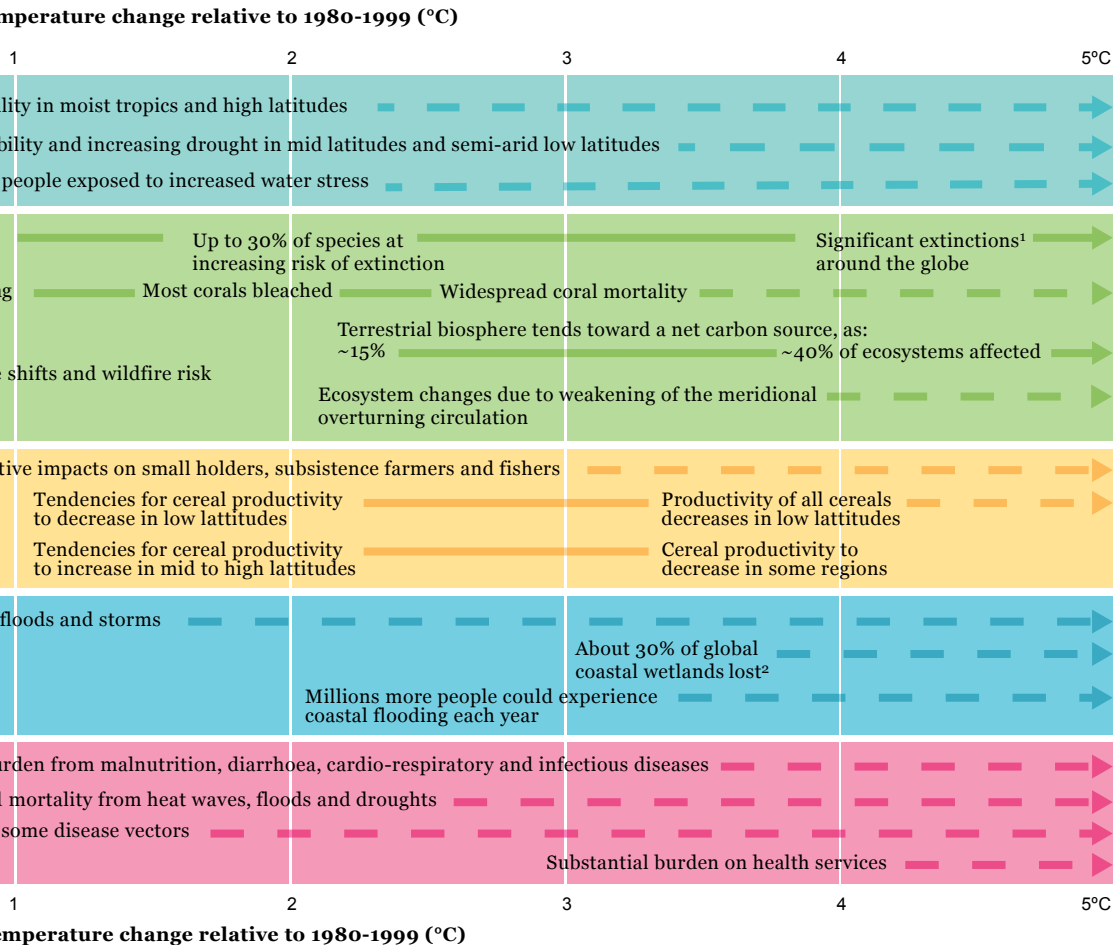 mperature change relative to 1980-1999 (°C)
1 2 3 4 5°C
lity in moist tropics and high latitudes
bility and increasing drought in mid latitudes and semi-arid low latitudes
people exposed to increased water stress
Up to 30% of species at
increasing risk of extinction
Significant extinctions¹
around the globe
g Most corals bleached Widespread coral mortality
Terrestrial biosphere tends toward a net carbon source, as:
~15% ~40% of ecosystems affected
shifts and wildfire risk
Ecosystem changes due to weakening of the meridional
overturning circulation
tive impacts on small holders, subsistence farmers and fishers
Tendencies for cereal productivity
to decrease in low lattitudes
Productivity of all cereals
decreases in low lattitudes
Tendencies for cereal productivity
to increase in mid to high lattitudes
Cereal productivity to
decrease in some regions
floods and storms
About 30% of global
coastal wetlands lost²
Millions more people could experience
coastal flooding each year
urden from malnutrition, diarrhoea, cardio-respiratory and infectious diseases
mortality from heat waves, floods and droughts
some disease vectors
Substantial burden on health services
1 2 3 4 5°C
emperature change relative to 1980-1999 (°C)